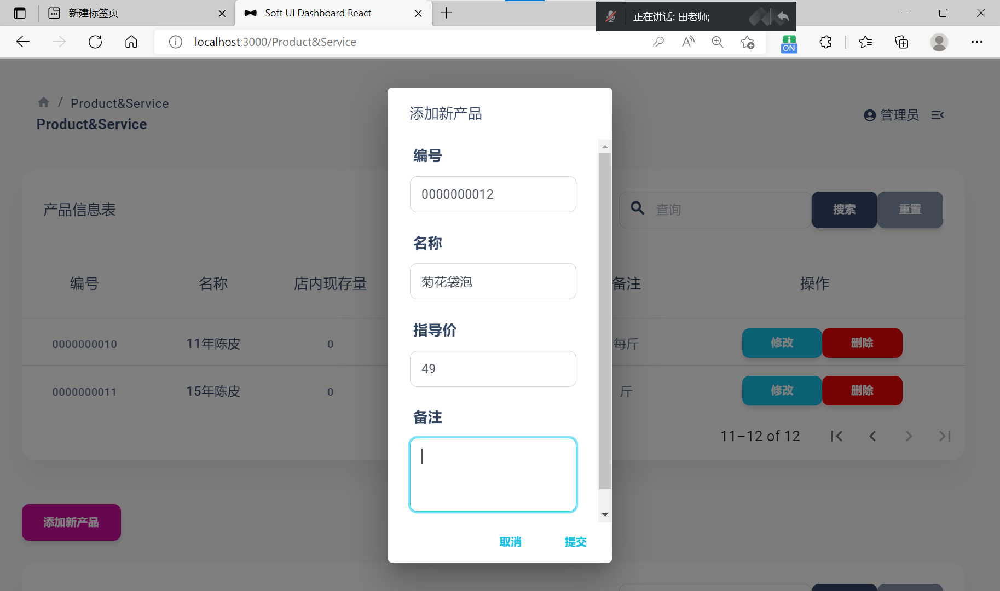 新建标签页
Soft UI Dashboard React
正在讲话: 田老师;
localhost:3000/Product&Service
ON
/ Product&Service
Product&Service
管理员
产品信息表
查询
搜索
重置
编号
名称
店内现存量
备注
操作
0000000010
11年陈皮
0
每斤
修改
删除
0000000011
15年陈皮
0
斤
修改
删除
11–12 of 12
添加新产品
添加新产品
编号
0000000012
名称
菊花袋泡
指导价
49
备注
取消
提交